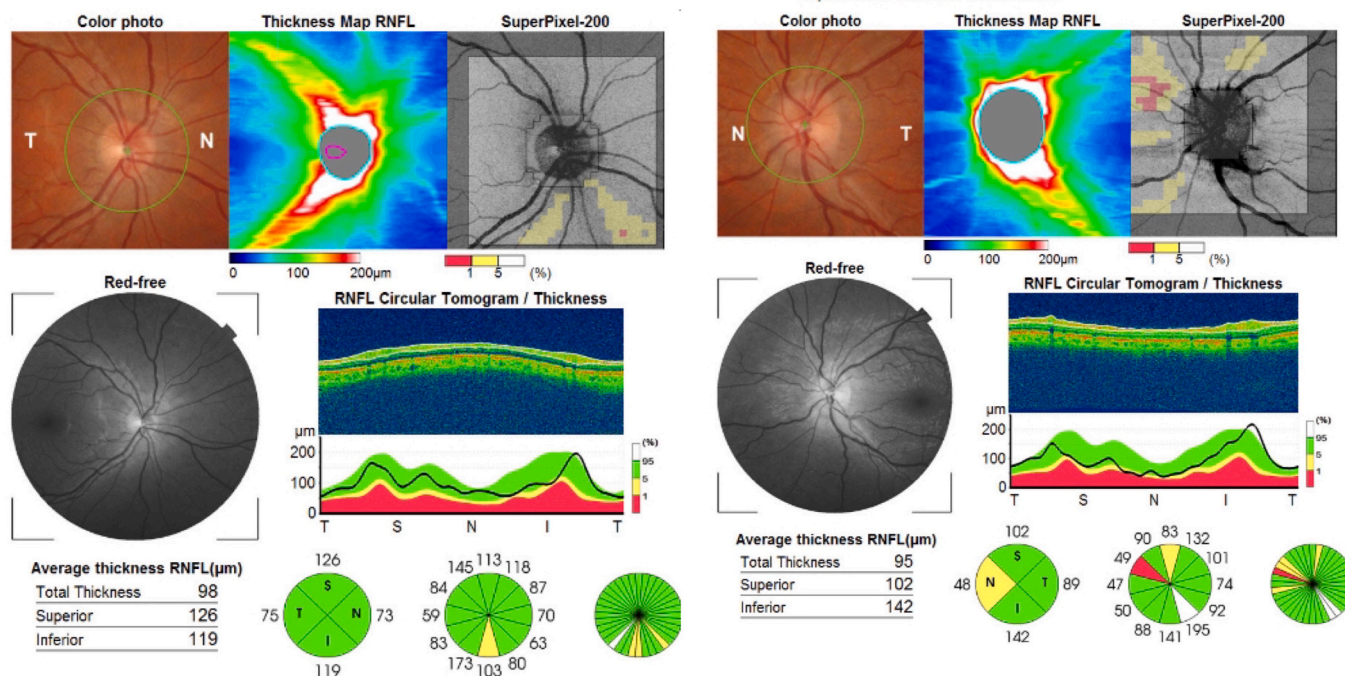 Color photo Thickness Map RNFL SuperPixel-200
T N
0 100 200µm 1 5 (%)
Red-free
RNFL Circular Tomogram / Thickness
µm
200
100
0
(%)
95
5
1
T S N I T
Average thickness RNFL(µm)
Total Thickness 98
Superior 126
Inferior 119
126
S
75 T N 73
I
119
113
145 118
84 87
59 70
83 63
173 80
103
Color photo Thickness Map RNFL SuperPixel-200
N T
0 100 200µm 1 5 (%)
Red-free
RNFL Circular Tomogram / Thickness
µm
200
100
0
(%)
95
5
1
T S N I T
Average thickness RNFL(µm)
Total Thickness 95
Superior 102
Inferior 142
102
S
48 N T 89
I
142
83
90 132
49 101
47 74
50 92
88 195
141